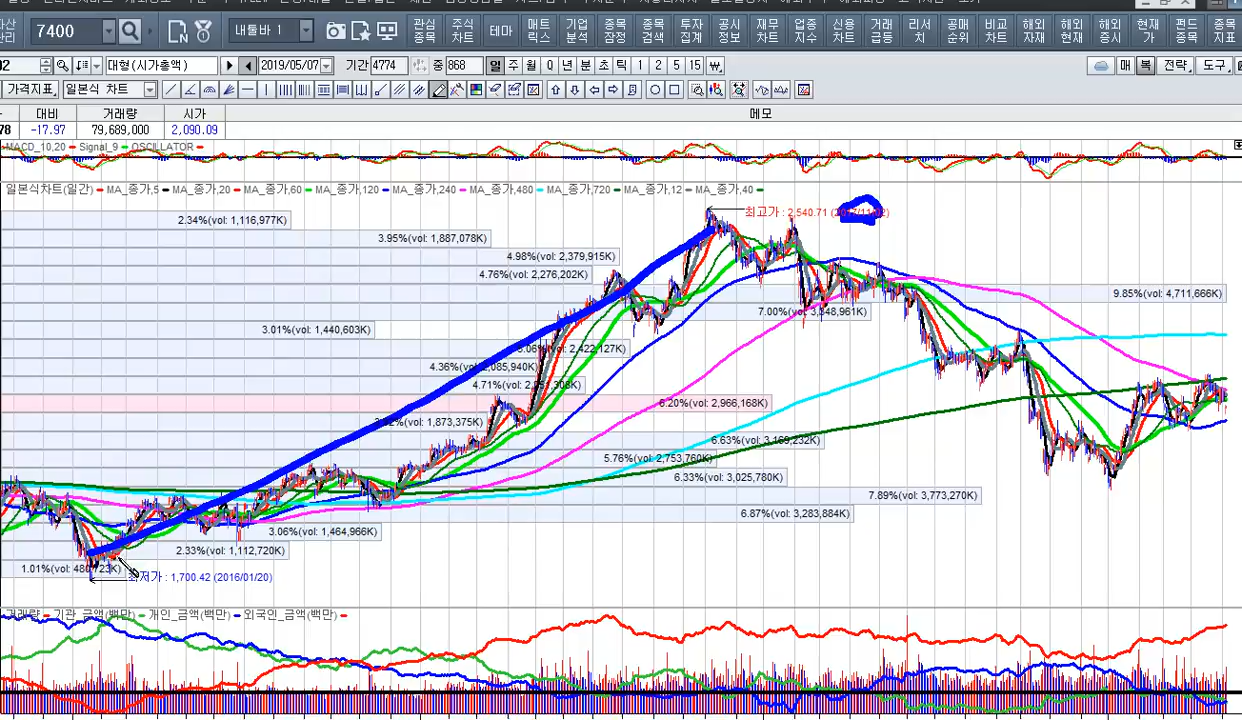 7400
내툴바 1
관심종목
주식차트
테마
매트릭스
기업분석
종목잠정
종목검색
투자집계
공시정보
재무차트
업종지수
신용차트
거래급등
리서치
공매순위
비교차트
해외자재
해외현재
해외증시
현재가
펀드종목
종목지표
대형(시가총액)
2019/05/07
기간 4774
종 868
일 주 월 Q 년 분 초 틱 1 2 5 15 ₩
매 복 전략 도구
가격지표 일본식 차트
대비 거래량 시가 메모
78 -17.97 79,689,000 2,090.09
MACD_10,20 Signal_9 OSCILLATOR
일본식차트(일간) MA_종가,5 MA_종가,20 MA_종가,60 MA_종가,120 MA_종가,240 MA_종가,480 MA_종가,720 MA_종가,12 MA_종가,40
최고가 : 2,540.71
2.34%(vol: 1,116,977K)
3.95%(vol: 1,887,078K)
4.98%(vol: 2,379,915K)
4.76%(vol: 2,276,202K)
9.85%(vol: 4,711,666K)
7.00%(vol:
3.01%(vol: 1,440,603K)
2,422,127K)
4.36%(vol:
4.71%(vol:
6.20%(vol: 2,966,168K)
1,873,375K)
6.63%(vol: 3,169,232K)
5.76%(vol: 2,753,760K)
6.33%(vol: 3,025,780K)
7.89%(vol: 3,773,270K)
6.87%(vol: 3,283,884K)
3.06%(vol: 1,464,966K)
2.33%(vol: 1,112,720K)
1.01%(vol:
최저가 : 1,700.42 (2016/01/20)
거래량 기관_금액(백만) 개인_금액(백만) 외국인_금액(백만)